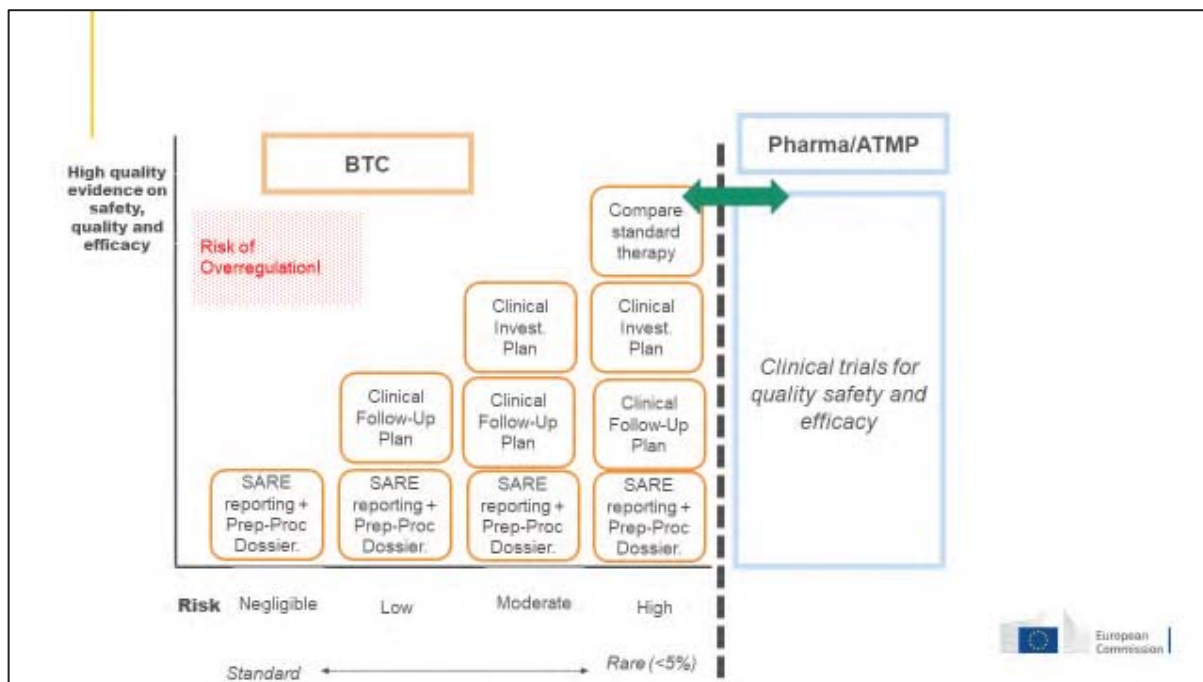 High quality
evidence on
safety,
quality and
efficacy
BTC
Pharma/ATMP
Risk of
Overregulation!
Compare
standard
therapy
Clinical
Invest.
Plan
Clinical
Invest.
Plan
Clinical
Follow-Up
Plan
Clinical
Follow-Up
Plan
Clinical
Follow-Up
Plan
SARE
reporting +
Prep-Proc
Dossier.
SARE
reporting +
Prep-Proc
Dossier.
SARE
reporting +
Prep-Proc
Dossier.
SARE
reporting +
Prep-Proc
Dossier.
Clinical trials for
quality safety and
efficacy
Risk Negligible Low Moderate High
Standard Rare (<5%)
European
Commission